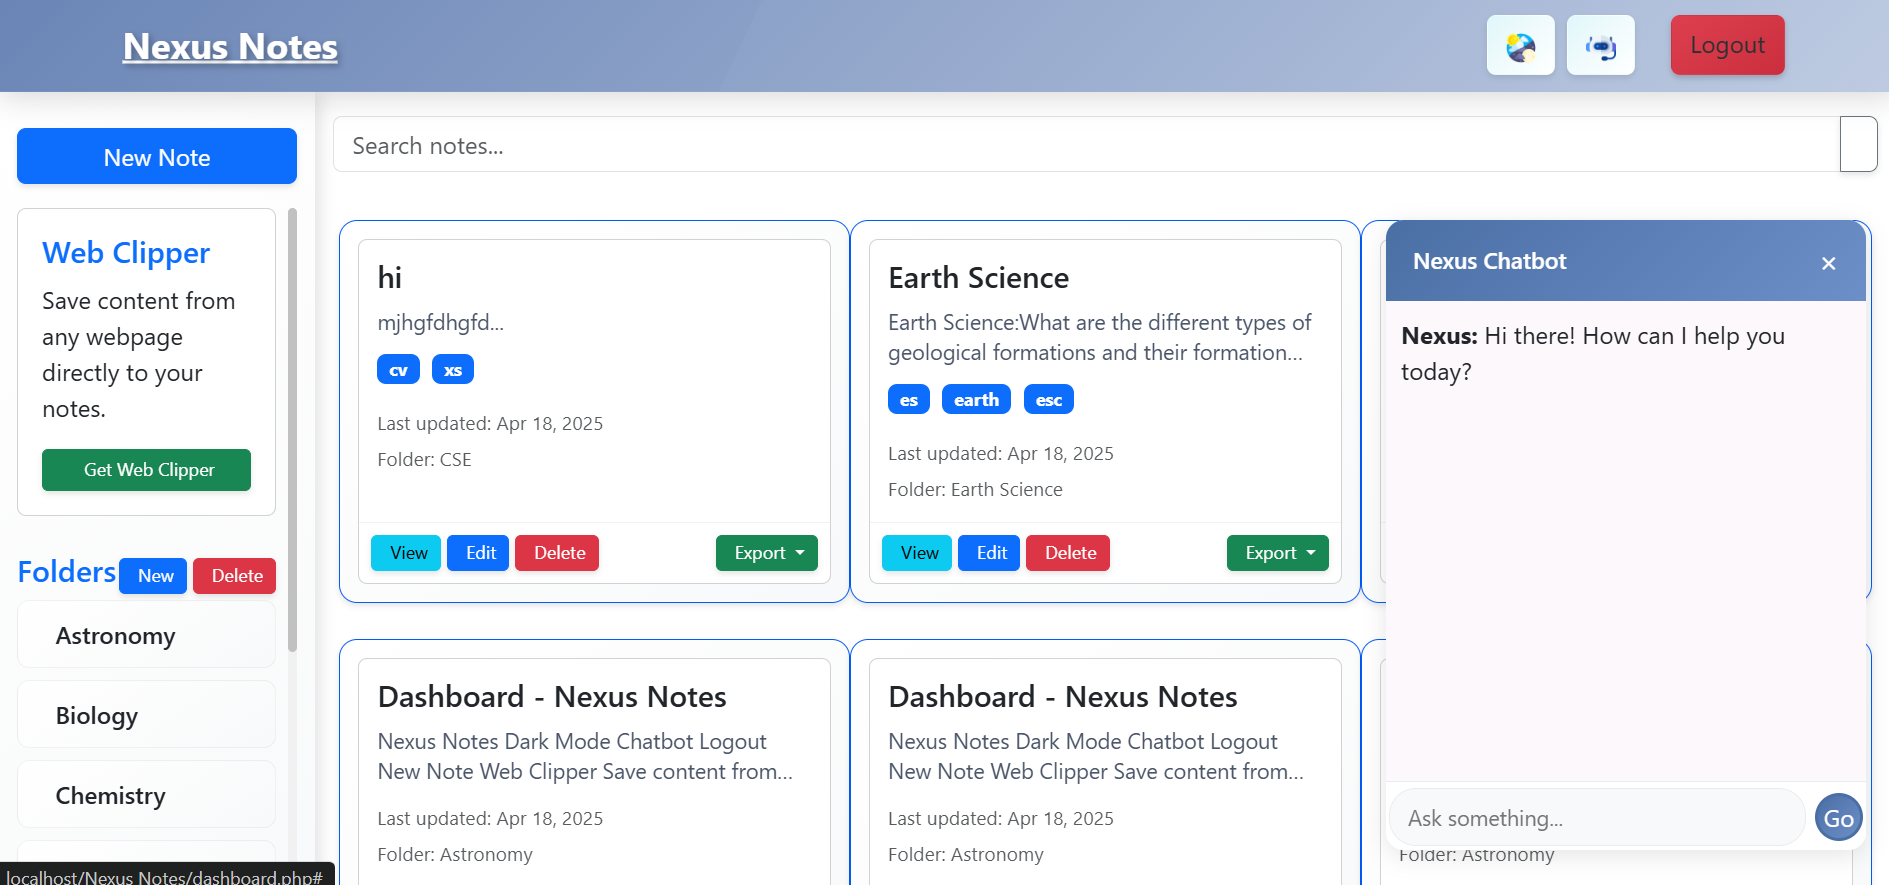 Nexus Notes
Logout
New Note
Search notes...
Web Clipper
Save content from
any webpage
directly to your
notes.
Get Web Clipper
Folders
New
Delete
Astronomy
Biology
Chemistry
hi
mjhgfdhgfd...
cv
xs
Last updated: Apr 18, 2025
Folder: CSE
View
Edit
Delete
Export
Earth Science
Earth Science:What are the different types of
geological formations and their formation...
es
earth
esc
Last updated: Apr 18, 2025
Folder: Earth Science
View
Edit
Delete
Export
Dashboard - Nexus Notes
Nexus Notes Dark Mode Chatbot Logout
New Note Web Clipper Save content from...
Last updated: Apr 18, 2025
Folder: Astronomy
Dashboard - Nexus Notes
Nexus Notes Dark Mode Chatbot Logout
New Note Web Clipper Save content from...
Last updated: Apr 18, 2025
Folder: Astronomy
Nexus Chatbot
×
Nexus: Hi there! How can I help you
today?
Ask something...
Go
Folder: Astronomy
localhost/Nexus Notes/dashboard.php#